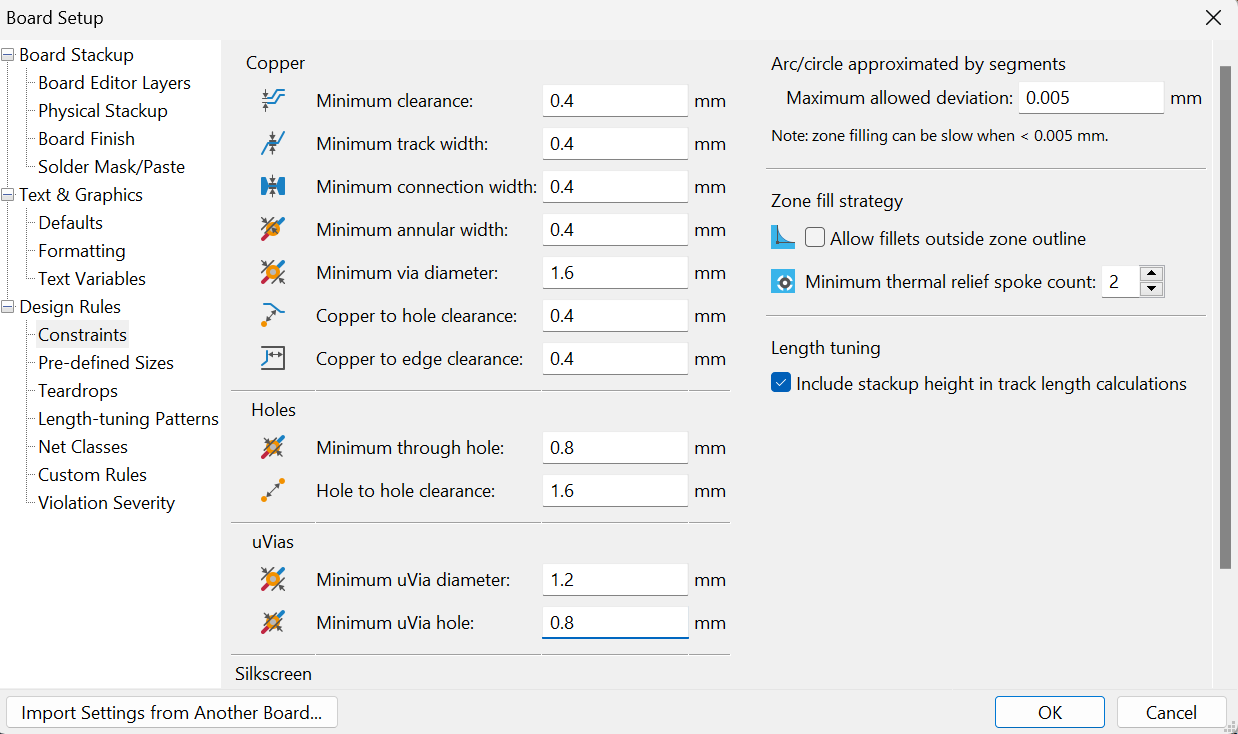 Board Setup
Board Stackup
Board Editor Layers
Physical Stackup
Board Finish
Solder Mask/Paste
Text & Graphics
Defaults
Formatting
Text Variables
Design Rules
Constraints
Pre-defined Sizes
Teardrops
Length-tuning Patterns
Net Classes
Custom Rules
Violation Severity
Copper
Minimum clearance: 0.4 mm
Minimum track width: 0.4 mm
Minimum connection width: 0.4 mm
Minimum annular width: 0.4 mm
Minimum via diameter: 1.6 mm
Copper to hole clearance: 0.4 mm
Copper to edge clearance: 0.4 mm
Holes
Minimum through hole: 0.8 mm
Hole to hole clearance: 1.6 mm
uVias
Minimum uVia diameter: 1.2 mm
Minimum uVia hole: 0.8 mm
Silkscreen
Arc/circle approximated by segments
Maximum allowed deviation: 0.005 mm
Note: zone filling can be slow when < 0.005 mm.
Zone fill strategy
Allow fillets outside zone outline
Minimum thermal relief spoke count: 2
Length tuning
Include stackup height in track length calculations
Import Settings from Another Board...
OK
Cancel